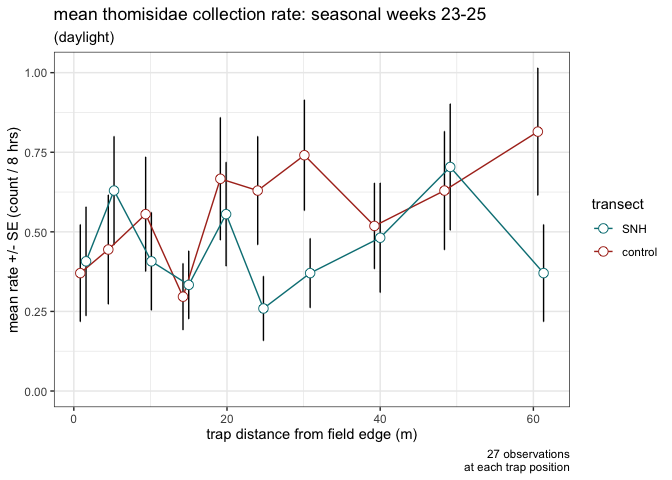 mean thomisidae collection rate: seasonal weeks 23-25
(daylight)
mean rate +/- SE (count / 8 hrs)
1.00
0.75
0.50
0.25
0.00
0
20
40
60
trap distance from field edge (m)
transect
SNH
control
27 observations
at each trap position